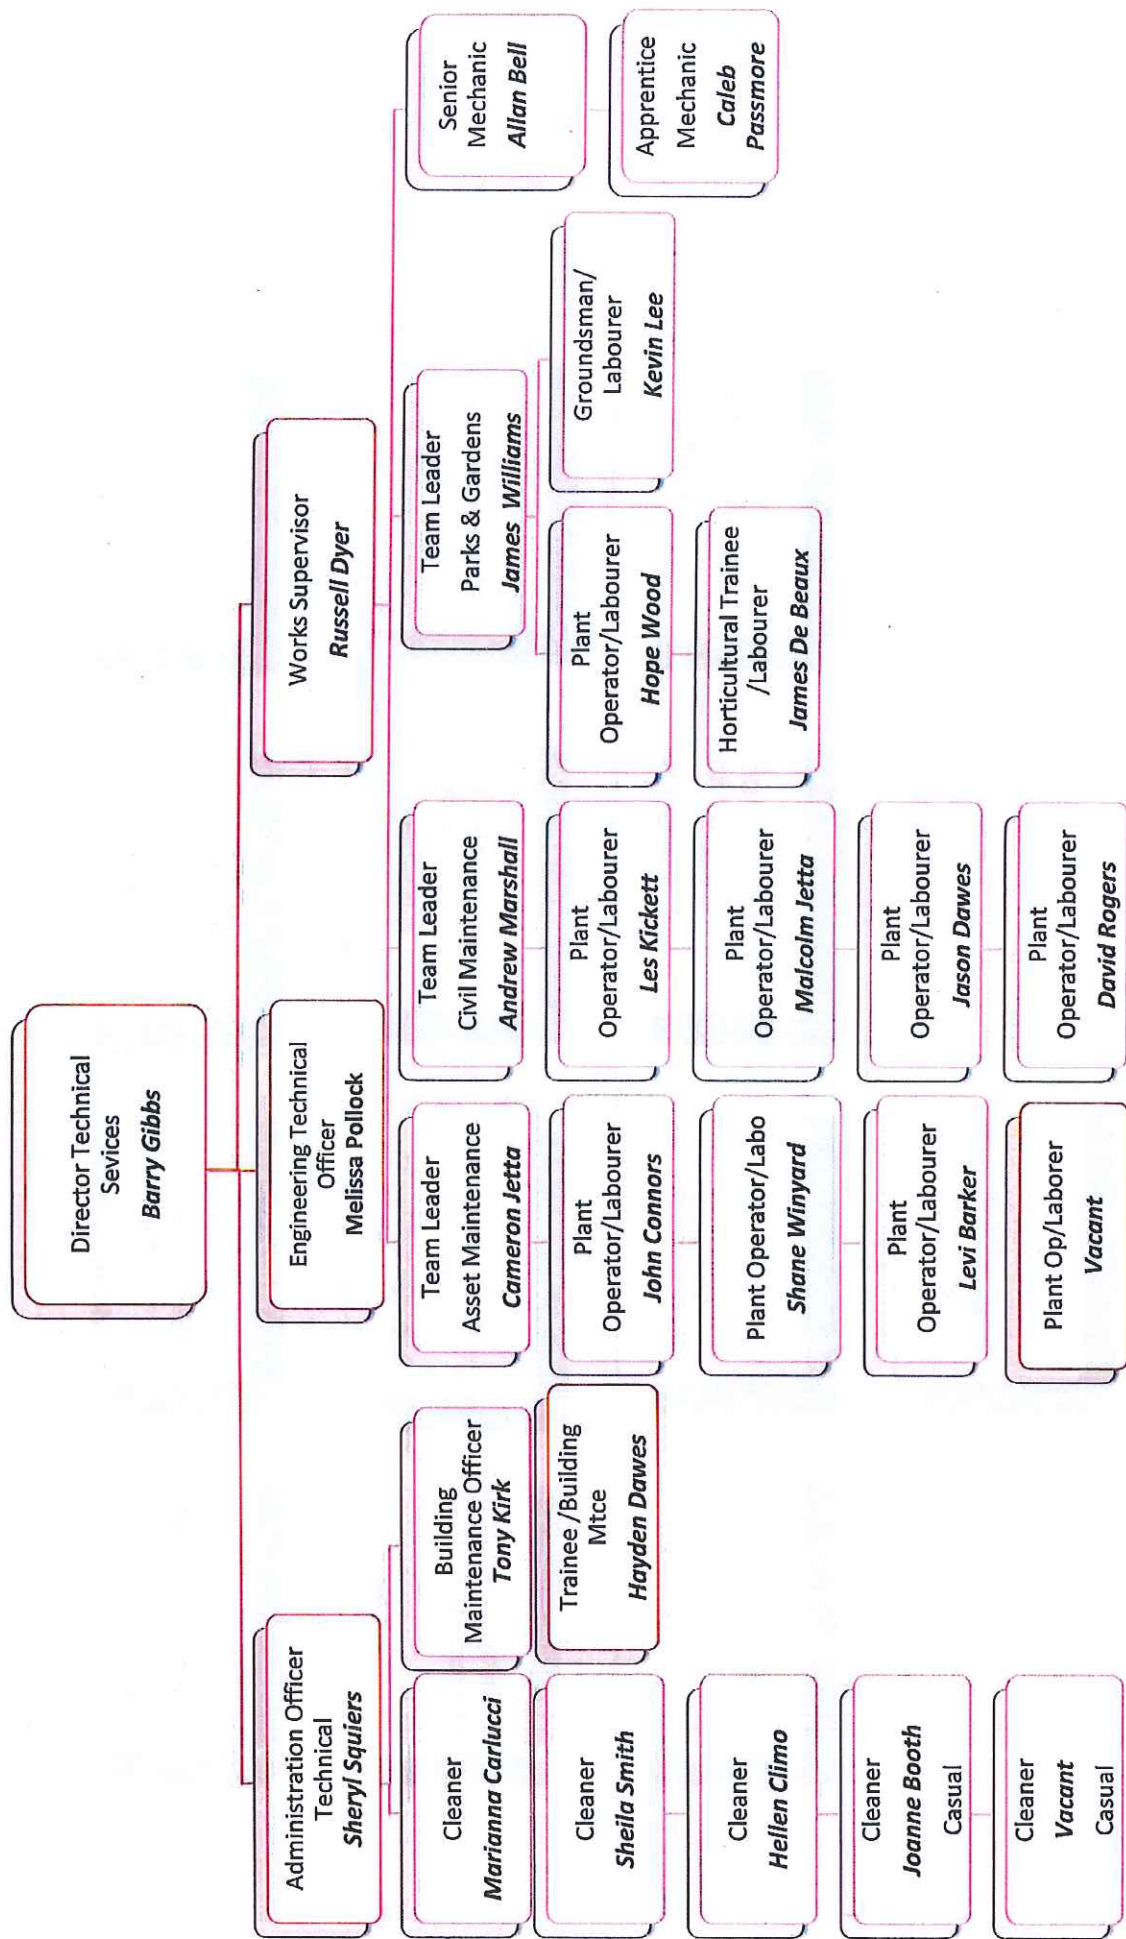 Director Technical
Sevices
Barry Gibbs
Administration Officer
Technical
Sheryl Squiers
Engineering Technical
Officer
Melissa Pollock
Works Supervisor
Russell Dyer
Cleaner
Marianna Carlucci
Building
Maintenance Officer
Tony Kirk
Team Leader
Asset Maintenance
Cameron Jetta
Team Leader
Civil Maintenance
Andrew Marshall
Team Leader
Parks & Gardens
James Williams
Senior
Mechanic
Allan Bell
Cleaner
Sheila Smith
Trainee /Building
Mtce
Hayden Dawes
Plant
Operator/Labourer
John Connors
Plant
Operator/Labourer
Les Kickett
Plant
Operator/Labourer
Hope Wood
Groundsman/
Labourer
Kevin Lee
Apprentice
Mechanic
Caleb
Passmore
Cleaner
Hellen Climo
Plant Operator/Labo
Shane Winyard
Plant
Operator/Labourer
Malcolm Jetta
Horticultural Trainee
/Labourer
James De Beaux
Cleaner
Joanne Booth
Casual
Plant
Operator/Labourer
Levi Barker
Plant
Operator/Labourer
Jason Dawes
Cleaner
Vacant
Casual
Plant Op/Laborer
Vacant
Plant
Operator/Labourer
David Rogers